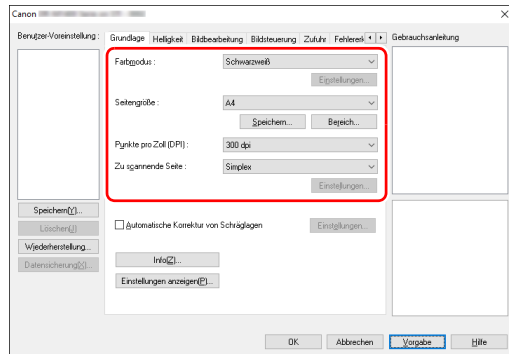 Canon
Benutzer-Voreinstellung :
Grundlage Helligkeit Bildbearbeitung Bildsteuerung Zufuhr
Gebrauchsanleitung
Farbmodus : Schwarzweiß
Einstellungen...
Seitengröße : A4
Speichern... Bereich...
Punkte pro Zoll (DPI) : 300 dpi
Zu scannende Seite : Simplex
Einstellungen...
Speichern(Y)...
Löschen(J)
Wiederherstellung...
Datensicherung(X)...
Automatische Korrektur von Schräglagen Einstellungen...
Info(Z)...
Einstellungen anzeigen(P)...
OK Abbrechen Vorgabe Hilfe